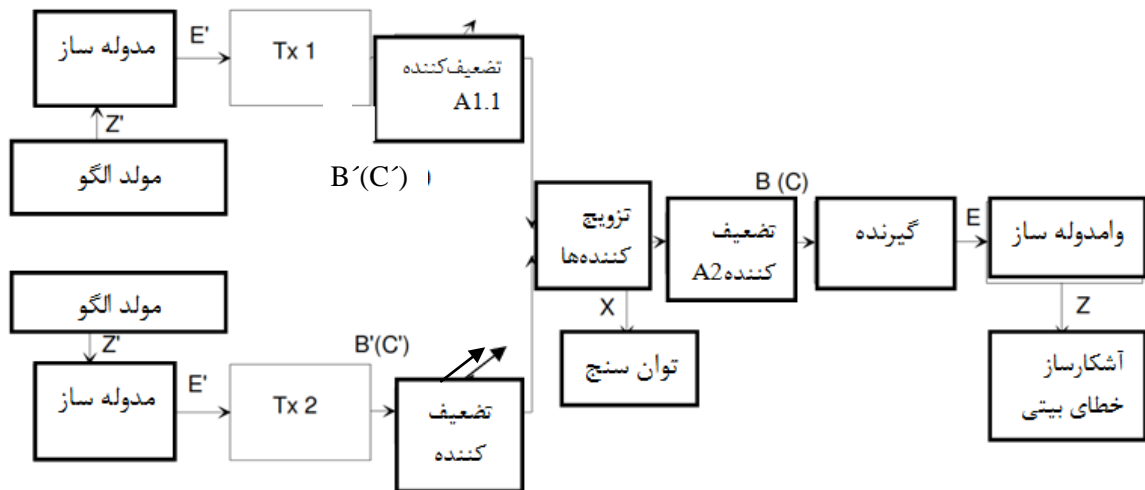 مدوله ساز
E'
Tx 1
تضعیف‌کننده
A1.1
Z'
مولد الگو
B´(C´)
)
تزویج
کننده‌ها
B (C)
تضعیف
کننده A2
گیرنده
E
وامدوله ساز
X
توان سنج
Z
آشکارساز
خطای بیتی
مولد الگو
Z'
مدوله ساز
E'
Tx 2
B'(C')
تضعیف
کننده